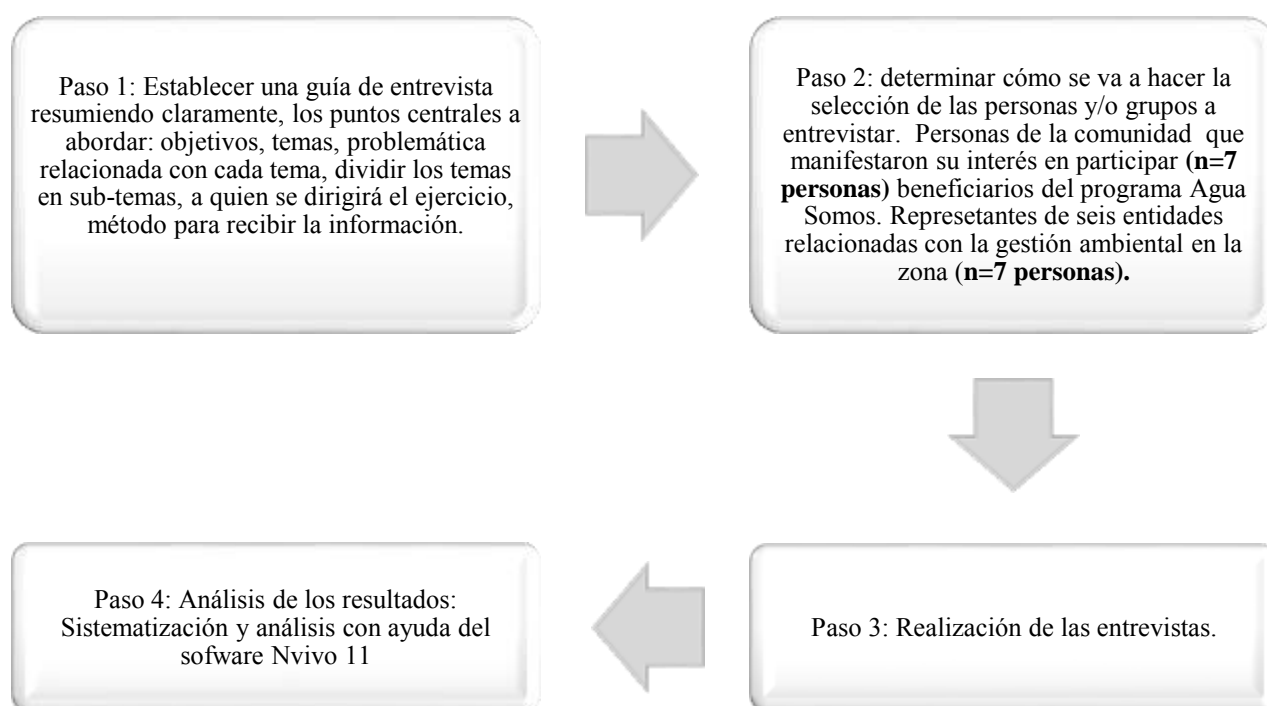 Paso 1: Establecer una guía de entrevista
resumiendo claramente, los puntos centrales a
abordar: objetivos, temas, problemática
relacionada con cada tema, dividir los temas
en sub-temas, a quien se dirigirá el ejercicio,
método para recibir la información.
Paso 2: determinar cómo se va a hacer la
selección de las personas y/o grupos a
entrevistar. Personas de la comunidad que
manifestaron su interés en participar (n=7
personas) beneficiarios del programa Agua
Somos. Represetantes de seis entidades
relacionadas con la gestión ambiental en la
zona (n=7 personas).
Paso 3: Realización de las entrevistas.
Paso 4: Análisis de los resultados:
Sistematización y análisis con ayuda del
sofware Nvivo 11